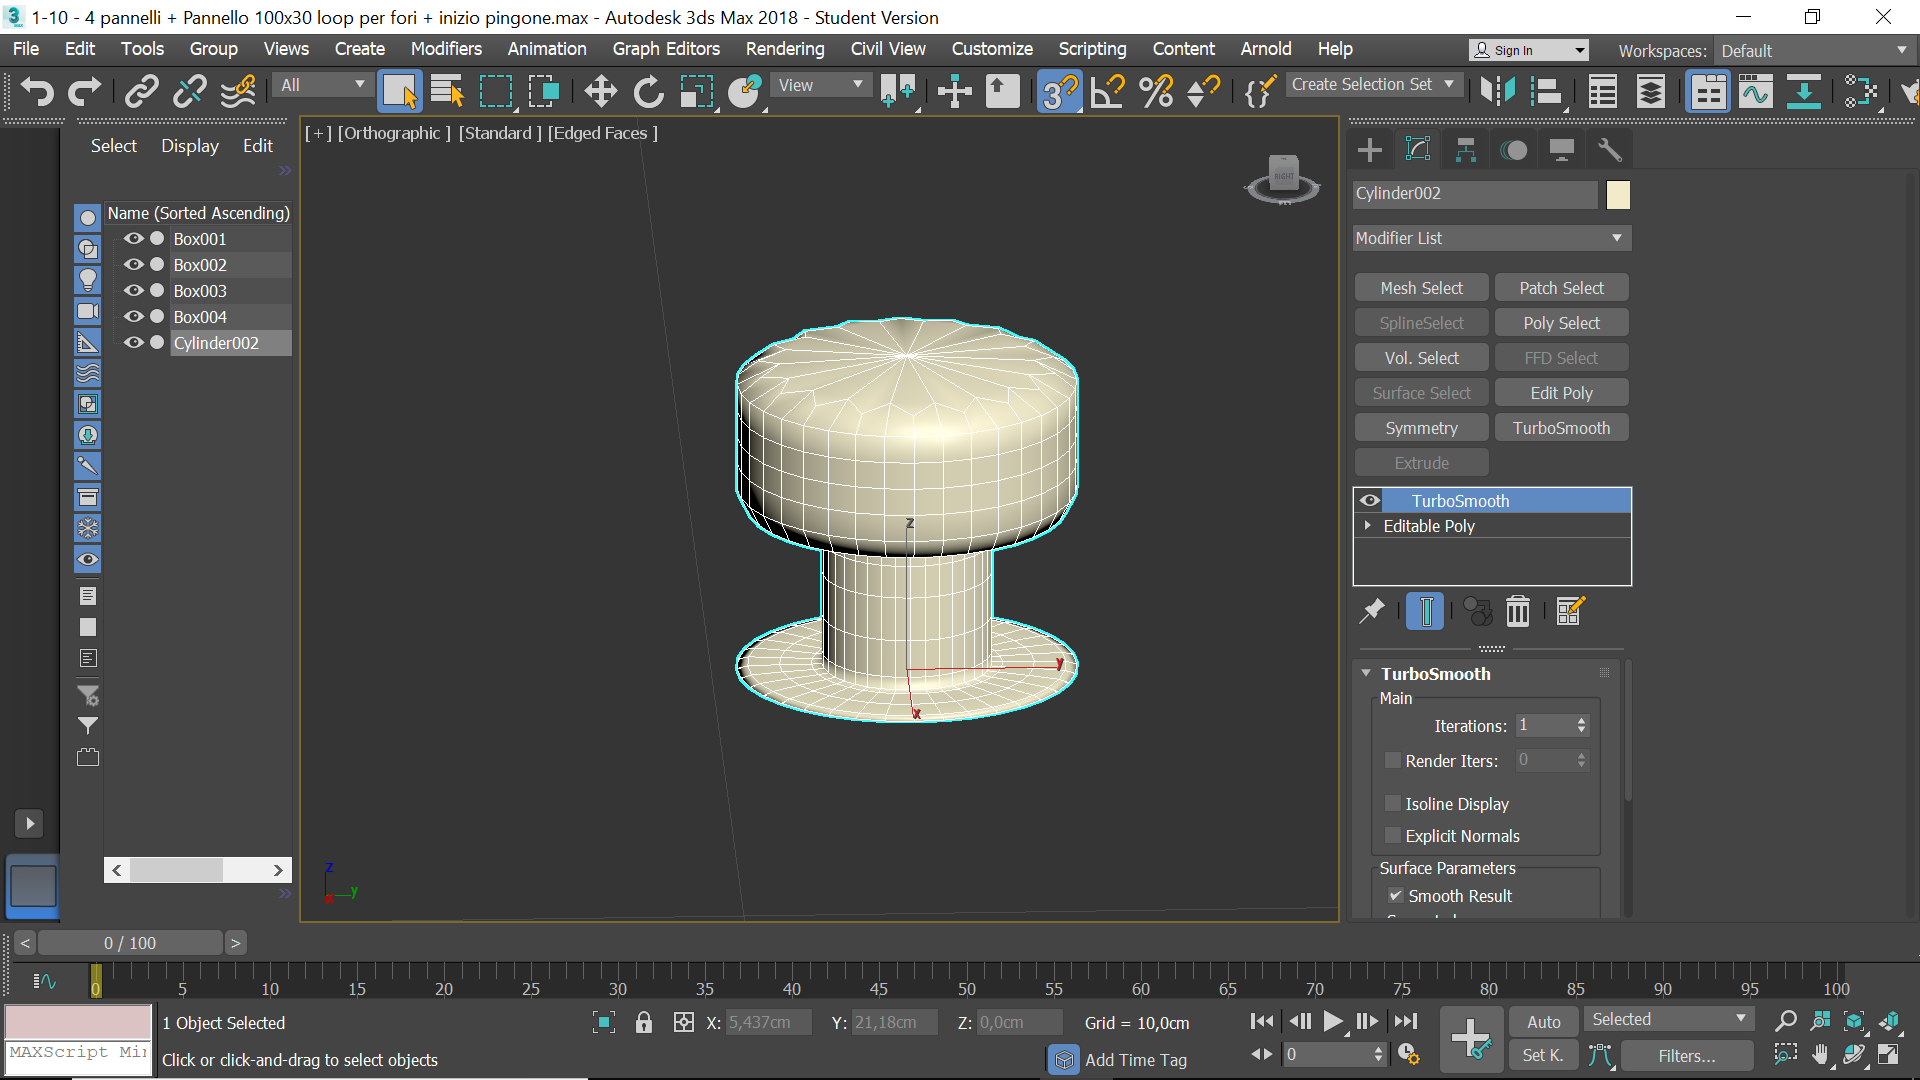 1-10 - 4 pannelli + Pannello 100x30 loop per fori + inizio pingone.max - Autodesk 3ds Max 2018 - Student Version
File Edit Tools Group Views Create Modifiers Animation Graph Editors Rendering Civil View Customize Scripting Content Arnold Help
Sign In
Workspaces: Default
All
View
Create Selection Set
Select Display Edit
[+] [Orthographic ] [Standard ] [Edged Faces ]
RIGHT
Name (Sorted Ascending)
Box001
Box002
Box003
Box004
Cylinder002
z
y
x
z
y
x
Cylinder002
Modifier List
Mesh Select Patch Select
SplineSelect Poly Select
Vol. Select FFD Select
Surface Select Edit Poly
Symmetry TurboSmooth
Extrude
TurboSmooth
Editable Poly
TurboSmooth
Main
Iterations: 1
Render Iters: 0
Isoline Display
Explicit Normals
Surface Parameters
Smooth Result
< 0 / 100 >
0 5 10 15 20 25 30 35 40 45 50 55 60 65 70 75 80 85 90 95 100
1 Object Selected
X: 5,437cm Y: 21,18cm Z: 0,0cm Grid = 10,0cm
Auto Selected
MAXScript Mi
Click or click-and-drag to select objects
Add Time Tag
0
Set K. Filters...